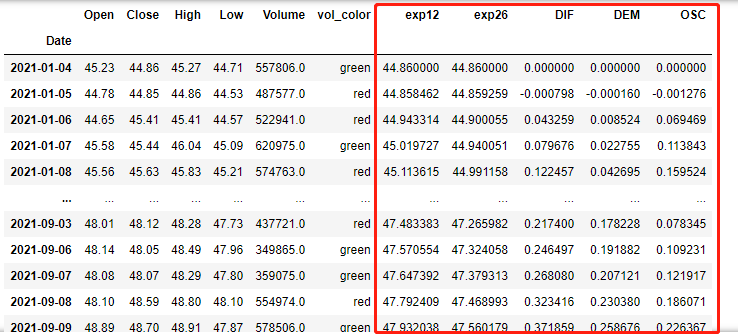 Open Close High Low Volume vol_color exp12 exp26 DIF DEM OSC
Date
2021-01-04 45.23 44.86 45.27 44.71 557806.0 green 44.860000 44.860000 0.000000 0.000000 0.000000
2021-01-05 44.78 44.85 44.86 44.53 487577.0 red 44.858462 44.859259 -0.000798 -0.000160 -0.001276
2021-01-06 44.65 45.41 45.41 44.57 522941.0 red 44.943314 44.900055 0.043259 0.008524 0.069469
2021-01-07 45.58 45.44 46.04 45.09 620975.0 green 45.019727 44.940051 0.079676 0.022755 0.113843
2021-01-08 45.56 45.63 45.83 45.21 574763.0 red 45.113615 44.991158 0.122457 0.042695 0.159524
... ... ... ... ... ... ... ... ... ... ... ...
2021-09-03 48.01 48.12 48.28 47.73 437721.0 red 47.483383 47.265982 0.217400 0.178228 0.078345
2021-09-06 48.14 48.05 48.49 47.96 349865.0 green 47.570554 47.324058 0.246497 0.191882 0.109231
2021-09-07 48.08 48.07 48.29 47.80 359075.0 green 47.647392 47.379313 0.268080 0.207121 0.121917
2021-09-08 48.10 48.59 48.80 48.10 554974.0 red 47.792409 47.468993 0.323416 0.230380 0.186071
2021-09-09 48.89 48.70 48.91 47.87 578506.0 green 47.932038 47.560179 0.371859 0.258676 0.226367